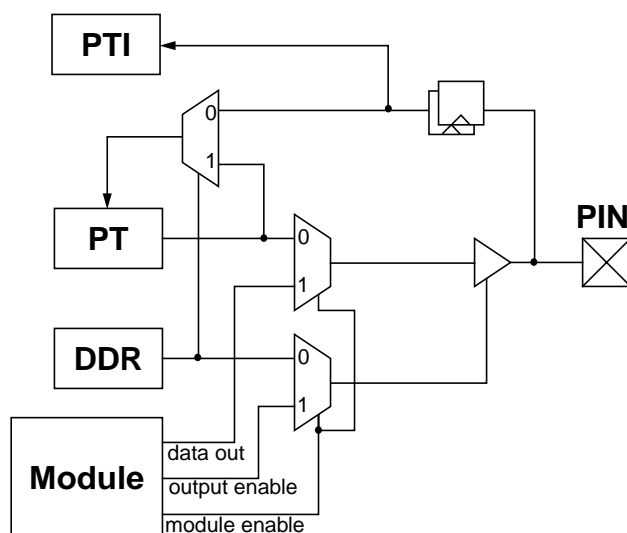 PTI
0
1
PT
PIN
0
1
DDR
0
1
Module
data out
output enable
module enable